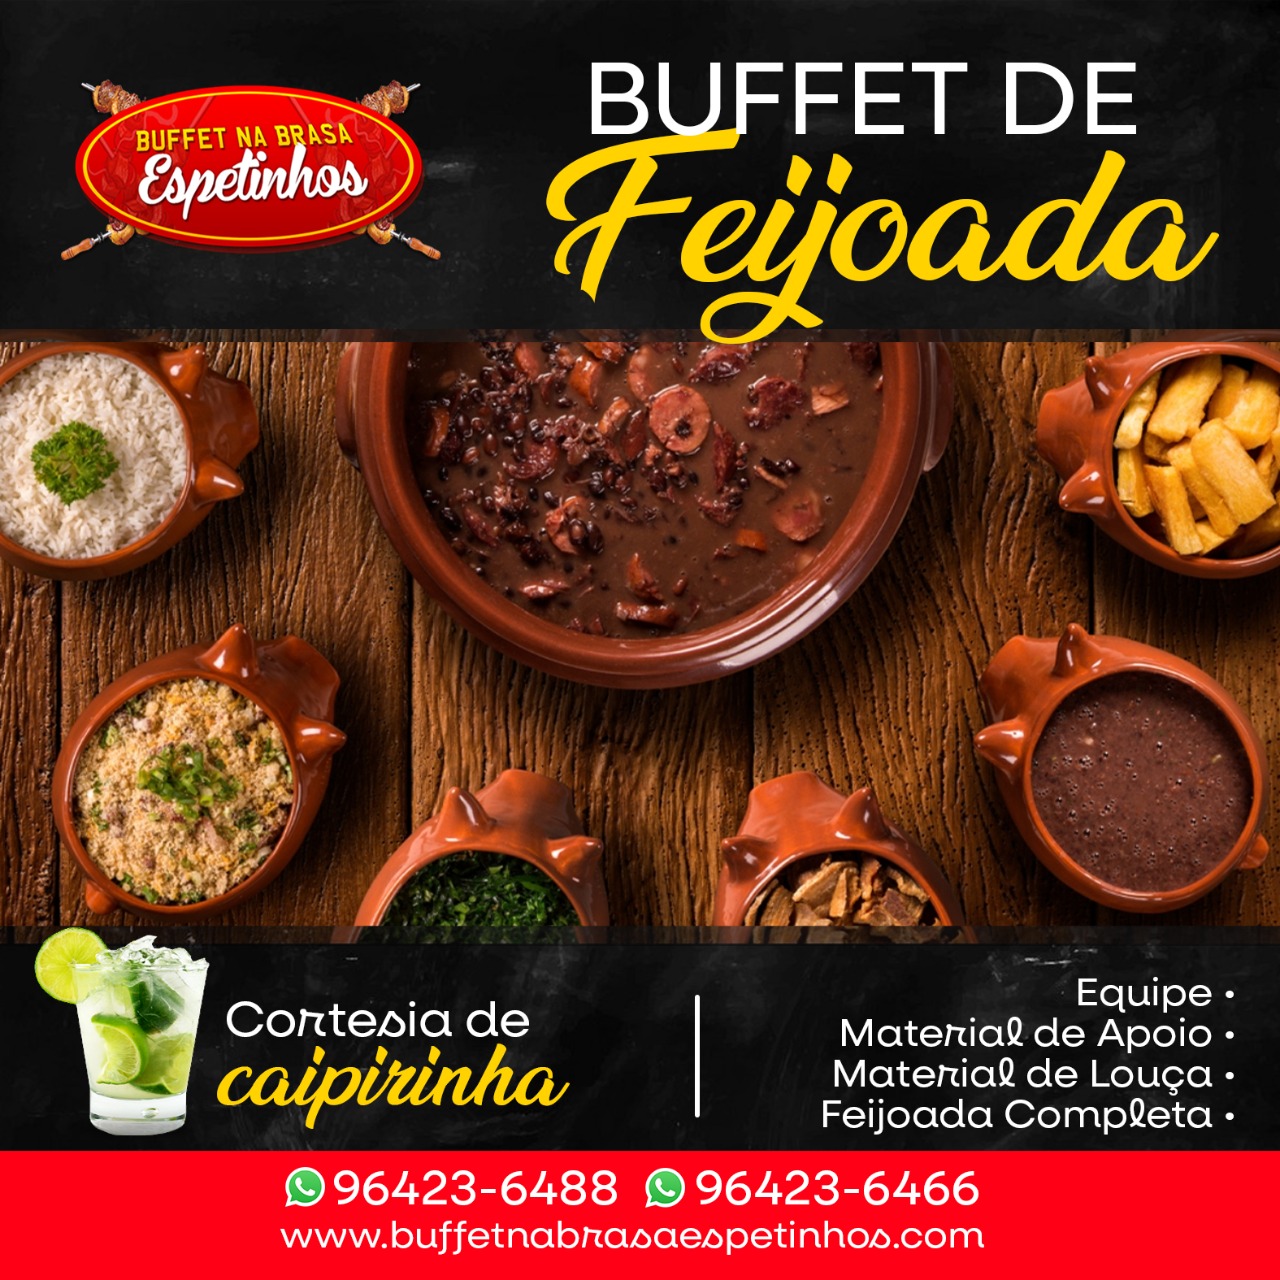 BUFFET NA BRASA
Espetinhos
BUFFET DE
Feijoada
Cortesia de
caipirinha
Equipe •
Material de Apoio •
Material de Louça •
Feijoada Completa •
96423-6488 96423-6466
www.buffetnabrasaespetinhos.com